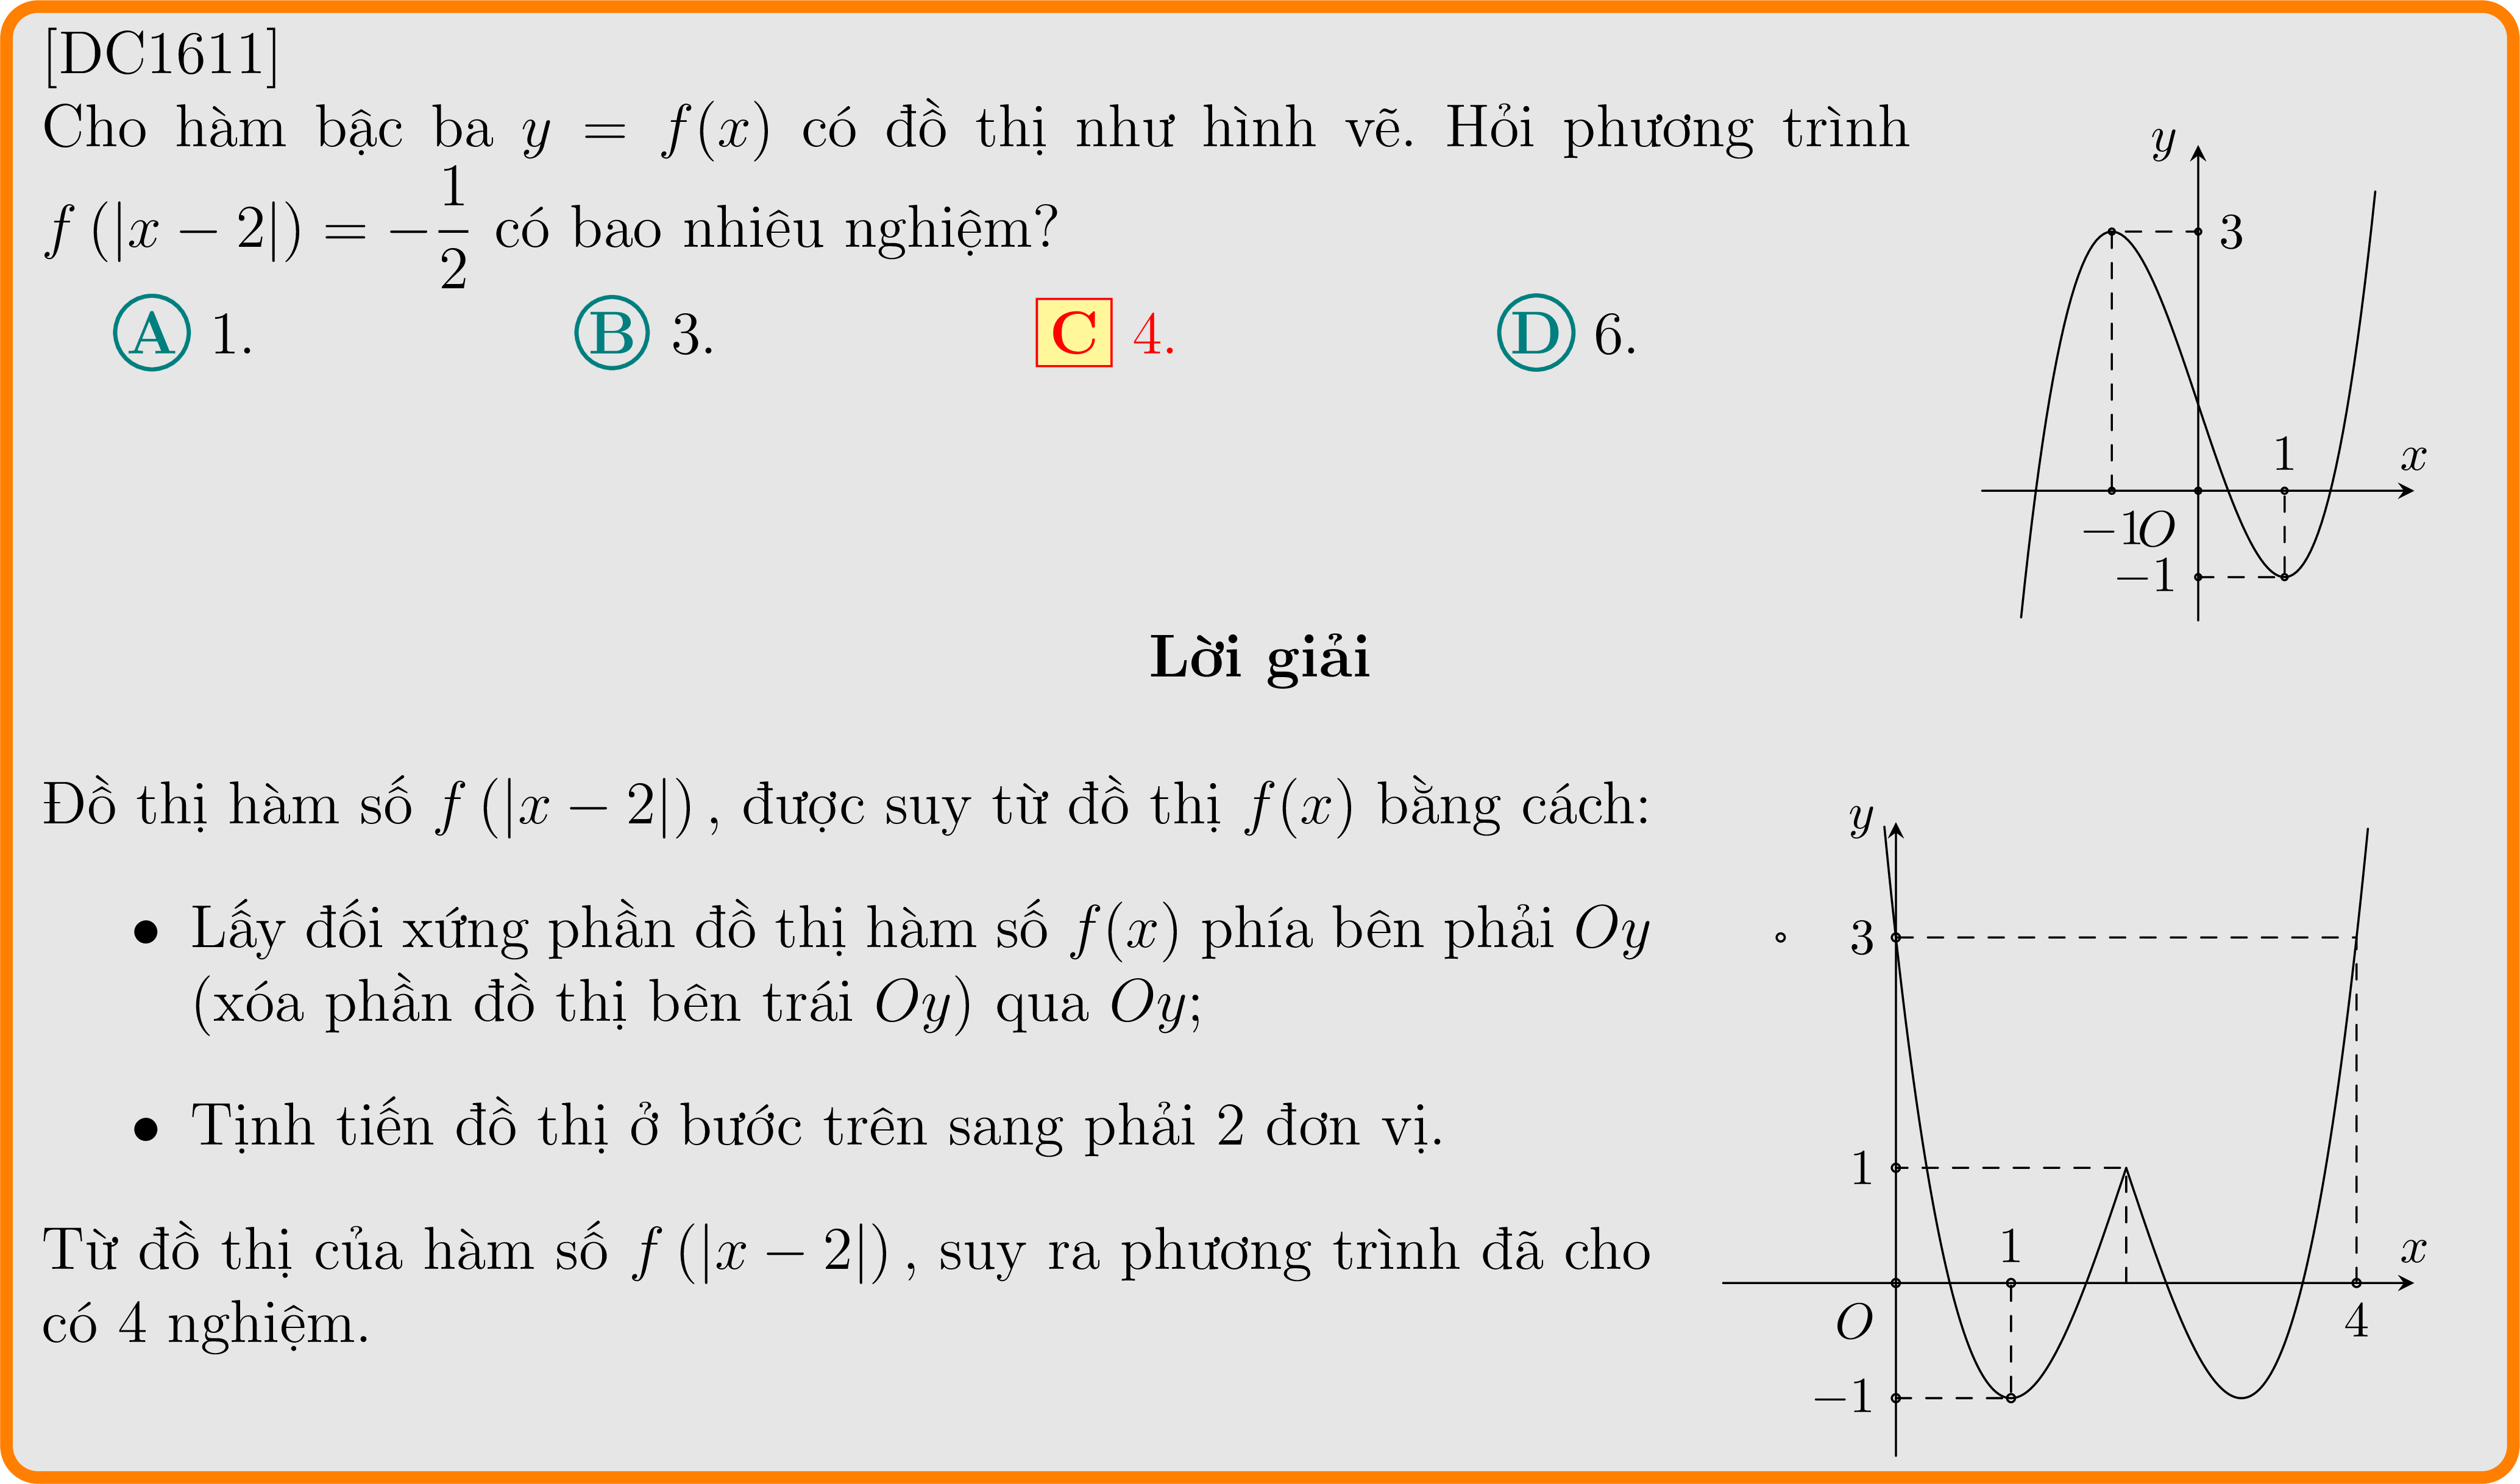 [DC1611]
Cho hàm bậc ba y = f(x) có đồ thị như hình vẽ. Hỏi phương trình
f (|x − 2|) = −1/2 có bao nhiêu nghiệm?
A 1. B 3. C 4. D 6.
y
3
1
x
−1 O
−1
Lời giải
Đồ thị hàm số f (|x − 2|) , được suy từ đồ thị f(x) bằng cách:
• Lấy đối xứng phần đồ thị hàm số f(x) phía bên phải Oy
(xóa phần đồ thị bên trái Oy) qua Oy;
• Tịnh tiến đồ thị ở bước trên sang phải 2 đơn vị.
Từ đồ thị của hàm số f (|x − 2|) , suy ra phương trình đã cho
có 4 nghiệm.
y
3
1
1
x
O
4
−1